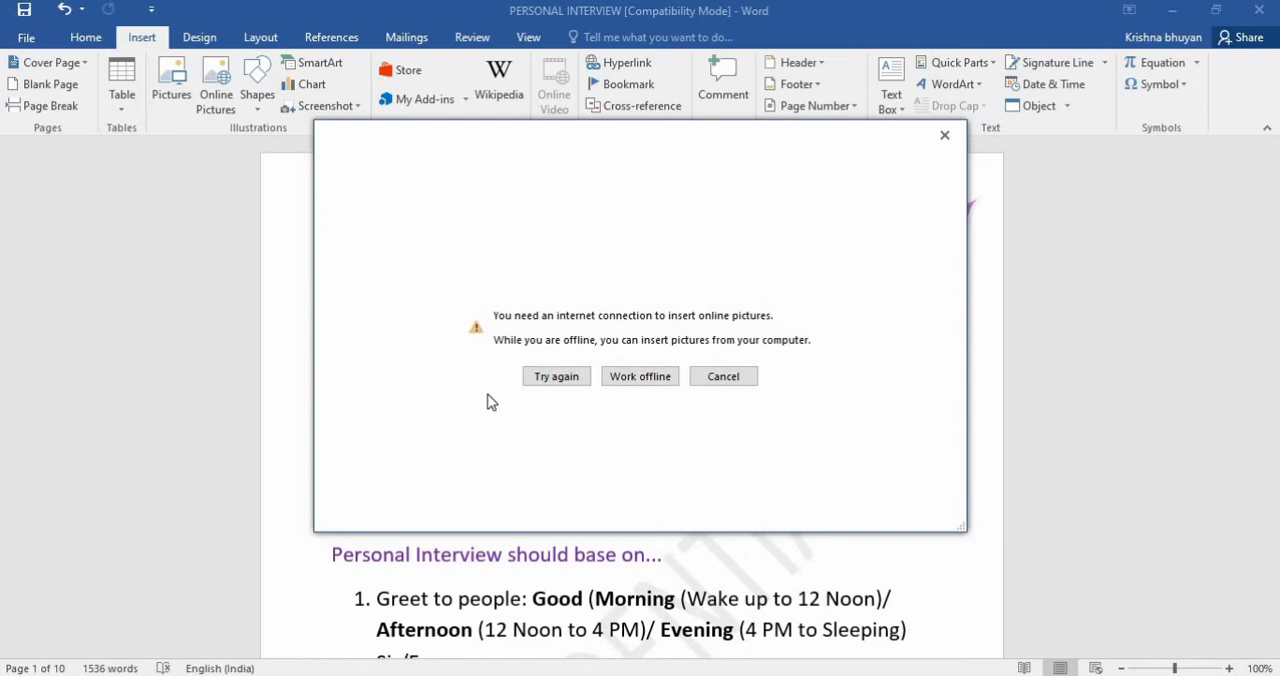 PERSONAL INTERVIEW [Compatibility Mode] - Word
File Home Insert Design Layout References Mailings Review View Tell me what you want to do... Krishna bhuyan Share
Cover Page
Blank Page
Page Break
Pages
Table
Tables
Pictures
Online Pictures
Shapes
SmartArt
Chart
Screenshot
Illustrations
Store
My Add-ins
Wikipedia
Online Video
Hyperlink
Bookmark
Cross-reference
Comment
Header
Footer
Page Number
Text Box
Quick Parts
WordArt
Drop Cap
Signature Line
Date & Time
Object
Text
Equation
Symbol
Symbols
You need an internet connection to insert online pictures.
While you are offline, you can insert pictures from your computer.
Try again Work offline Cancel
Personal Interview should base on...
1. Greet to people: Good (Morning (Wake up to 12 Noon)/
Afternoon (12 Noon to 4 PM)/ Evening (4 PM to Sleeping)
Page 1 of 10 1536 words English (India) 100%